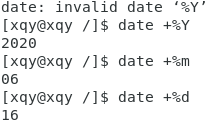 date: invalid date ‘%Y’
[xqy@xqy /]$ date +%Y
2020
[xqy@xqy /]$ date +%m
06
[xqy@xqy /]$ date +%d
16